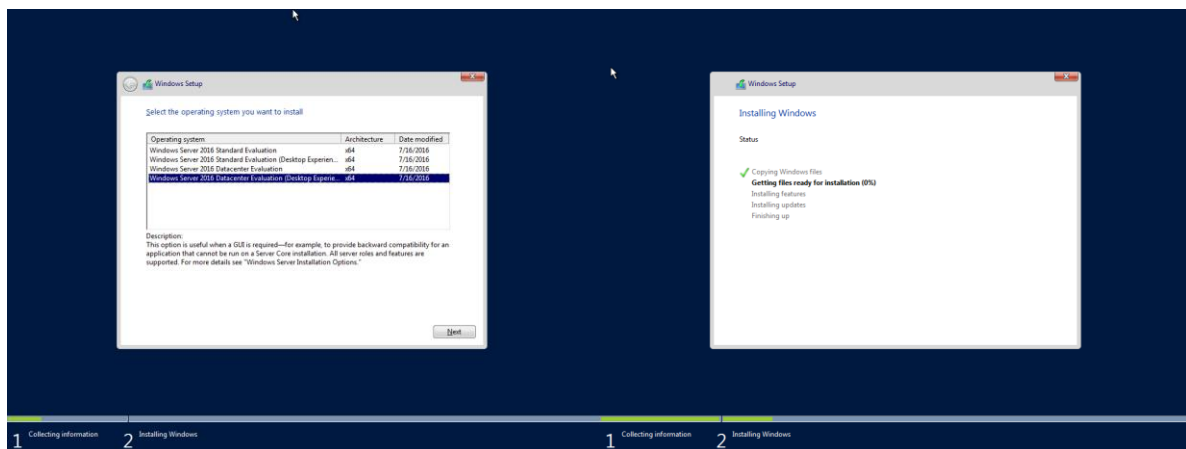 Windows Setup
Select the operating system you want to install
Operating system Architecture Date modified
Windows Server 2016 Standard Evaluation x64 7/16/2016
Windows Server 2016 Standard Evaluation (Desktop Experien... x64 7/16/2016
Windows Server 2016 Datacenter Evaluation x64 7/16/2016
Windows Server 2016 Datacenter Evaluation (Desktop Experie... x64 7/16/2016
Description:
This option is useful when a GUI is required—for example, to provide backward compatibility for an
application that cannot be run on a Server Core installation. All server roles and features are
supported. For more details see "Windows Server Installation Options."
Next
1 Collecting information 2 Installing Windows
Windows Setup
Installing Windows
Status
Copying Windows files
Getting files ready for installation (0%)
Installing features
Installing updates
Finishing up
1 Collecting information 2 Installing Windows